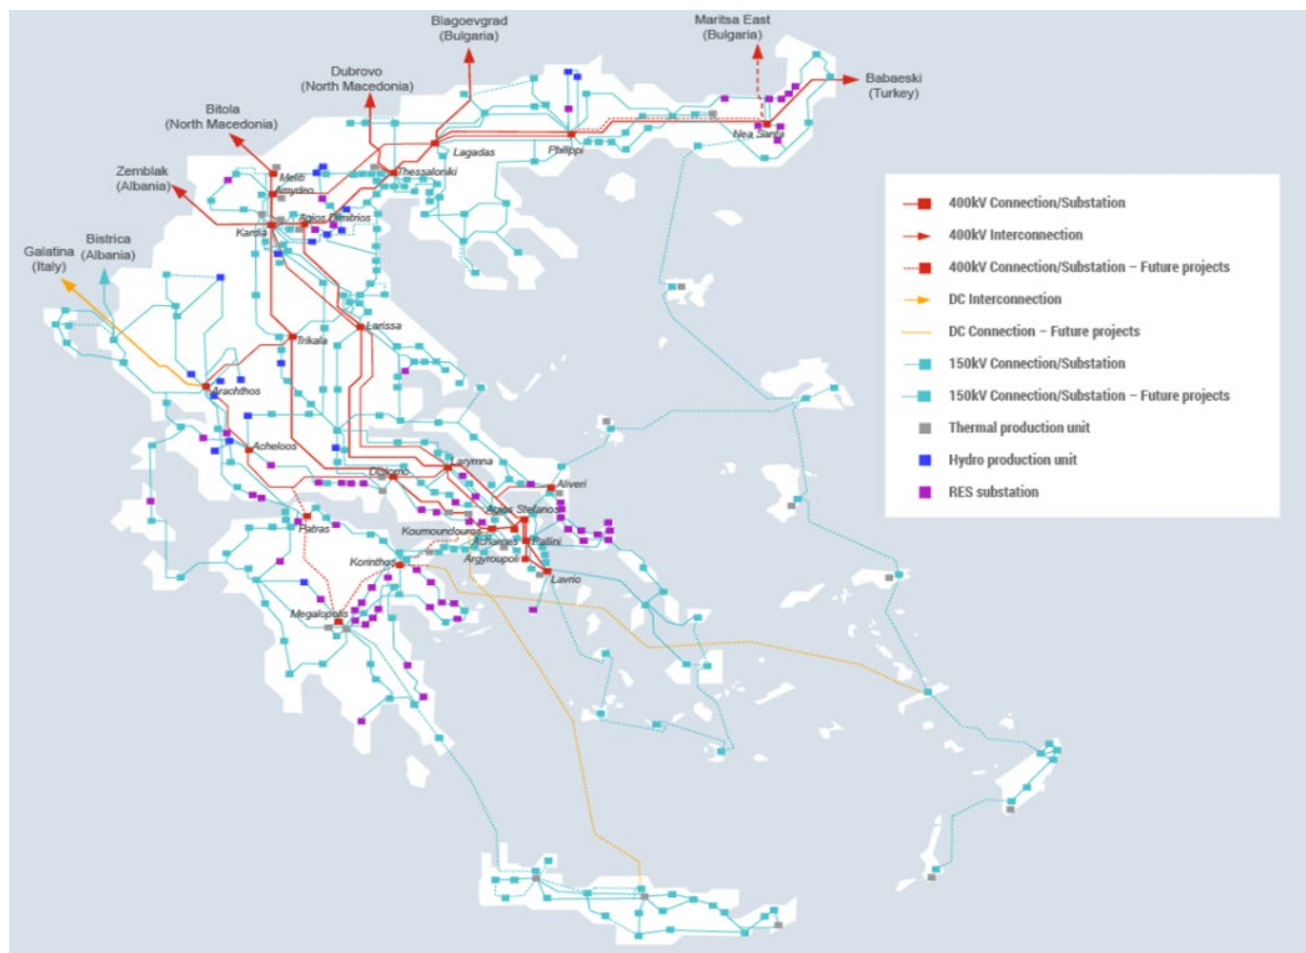 Blagoevgrad
(Bulgaria)
Maritsa East
(Bulgaria)
Dubrovo
(North Macedonia)
Babaeski
(Turkey)
Bitola
(North Macedonia)
Zemblak
(Albania)
Galatina
(Italy)
Bistrica
(Albania)
Nea Santa
Philippi
Lagadas
Thessaloniki
Meliti
Amydeo
Agios Dimitrios
Kardia
Larissa
Trikala
Arachthos
Acheloos
Distomo
Larymna
Aliveri
Agios Stefanos
Patras
Koumoundouros
Acharnes
Pallini
Argyroupoli
Korinthos
Lavrio
Megalopolis
400kV Connection/Substation
400kV Interconnection
400kV Connection/Substation – Future projects
DC Interconnection
DC Connection – Future projects
150kV Connection/Substation
150kV Connection/Substation – Future projects
Thermal production unit
Hydro production unit
RES substation